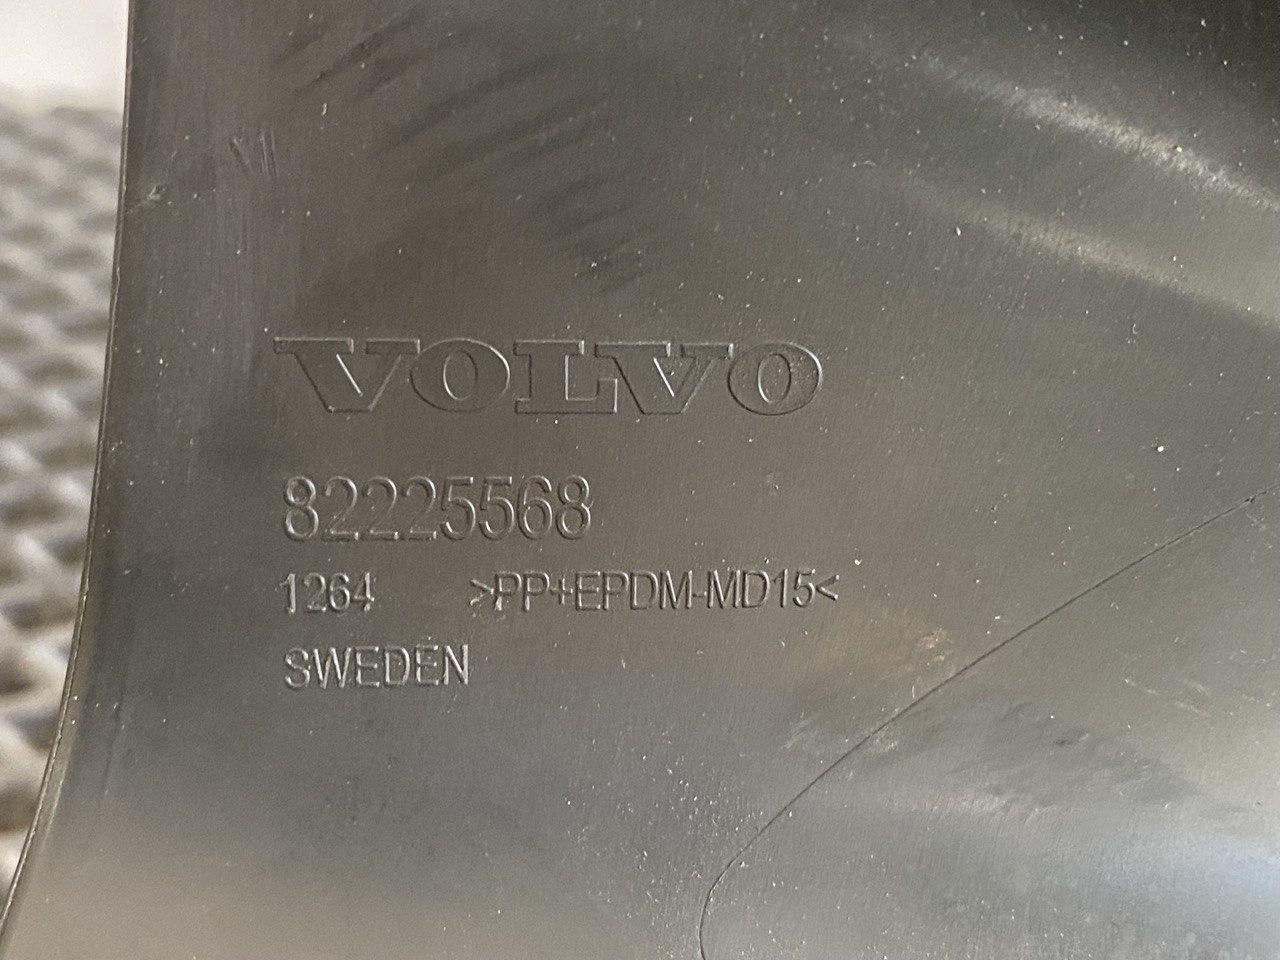 VOLVO
82225568
1264 >PP+EPDM-MD15<
SWEDEN